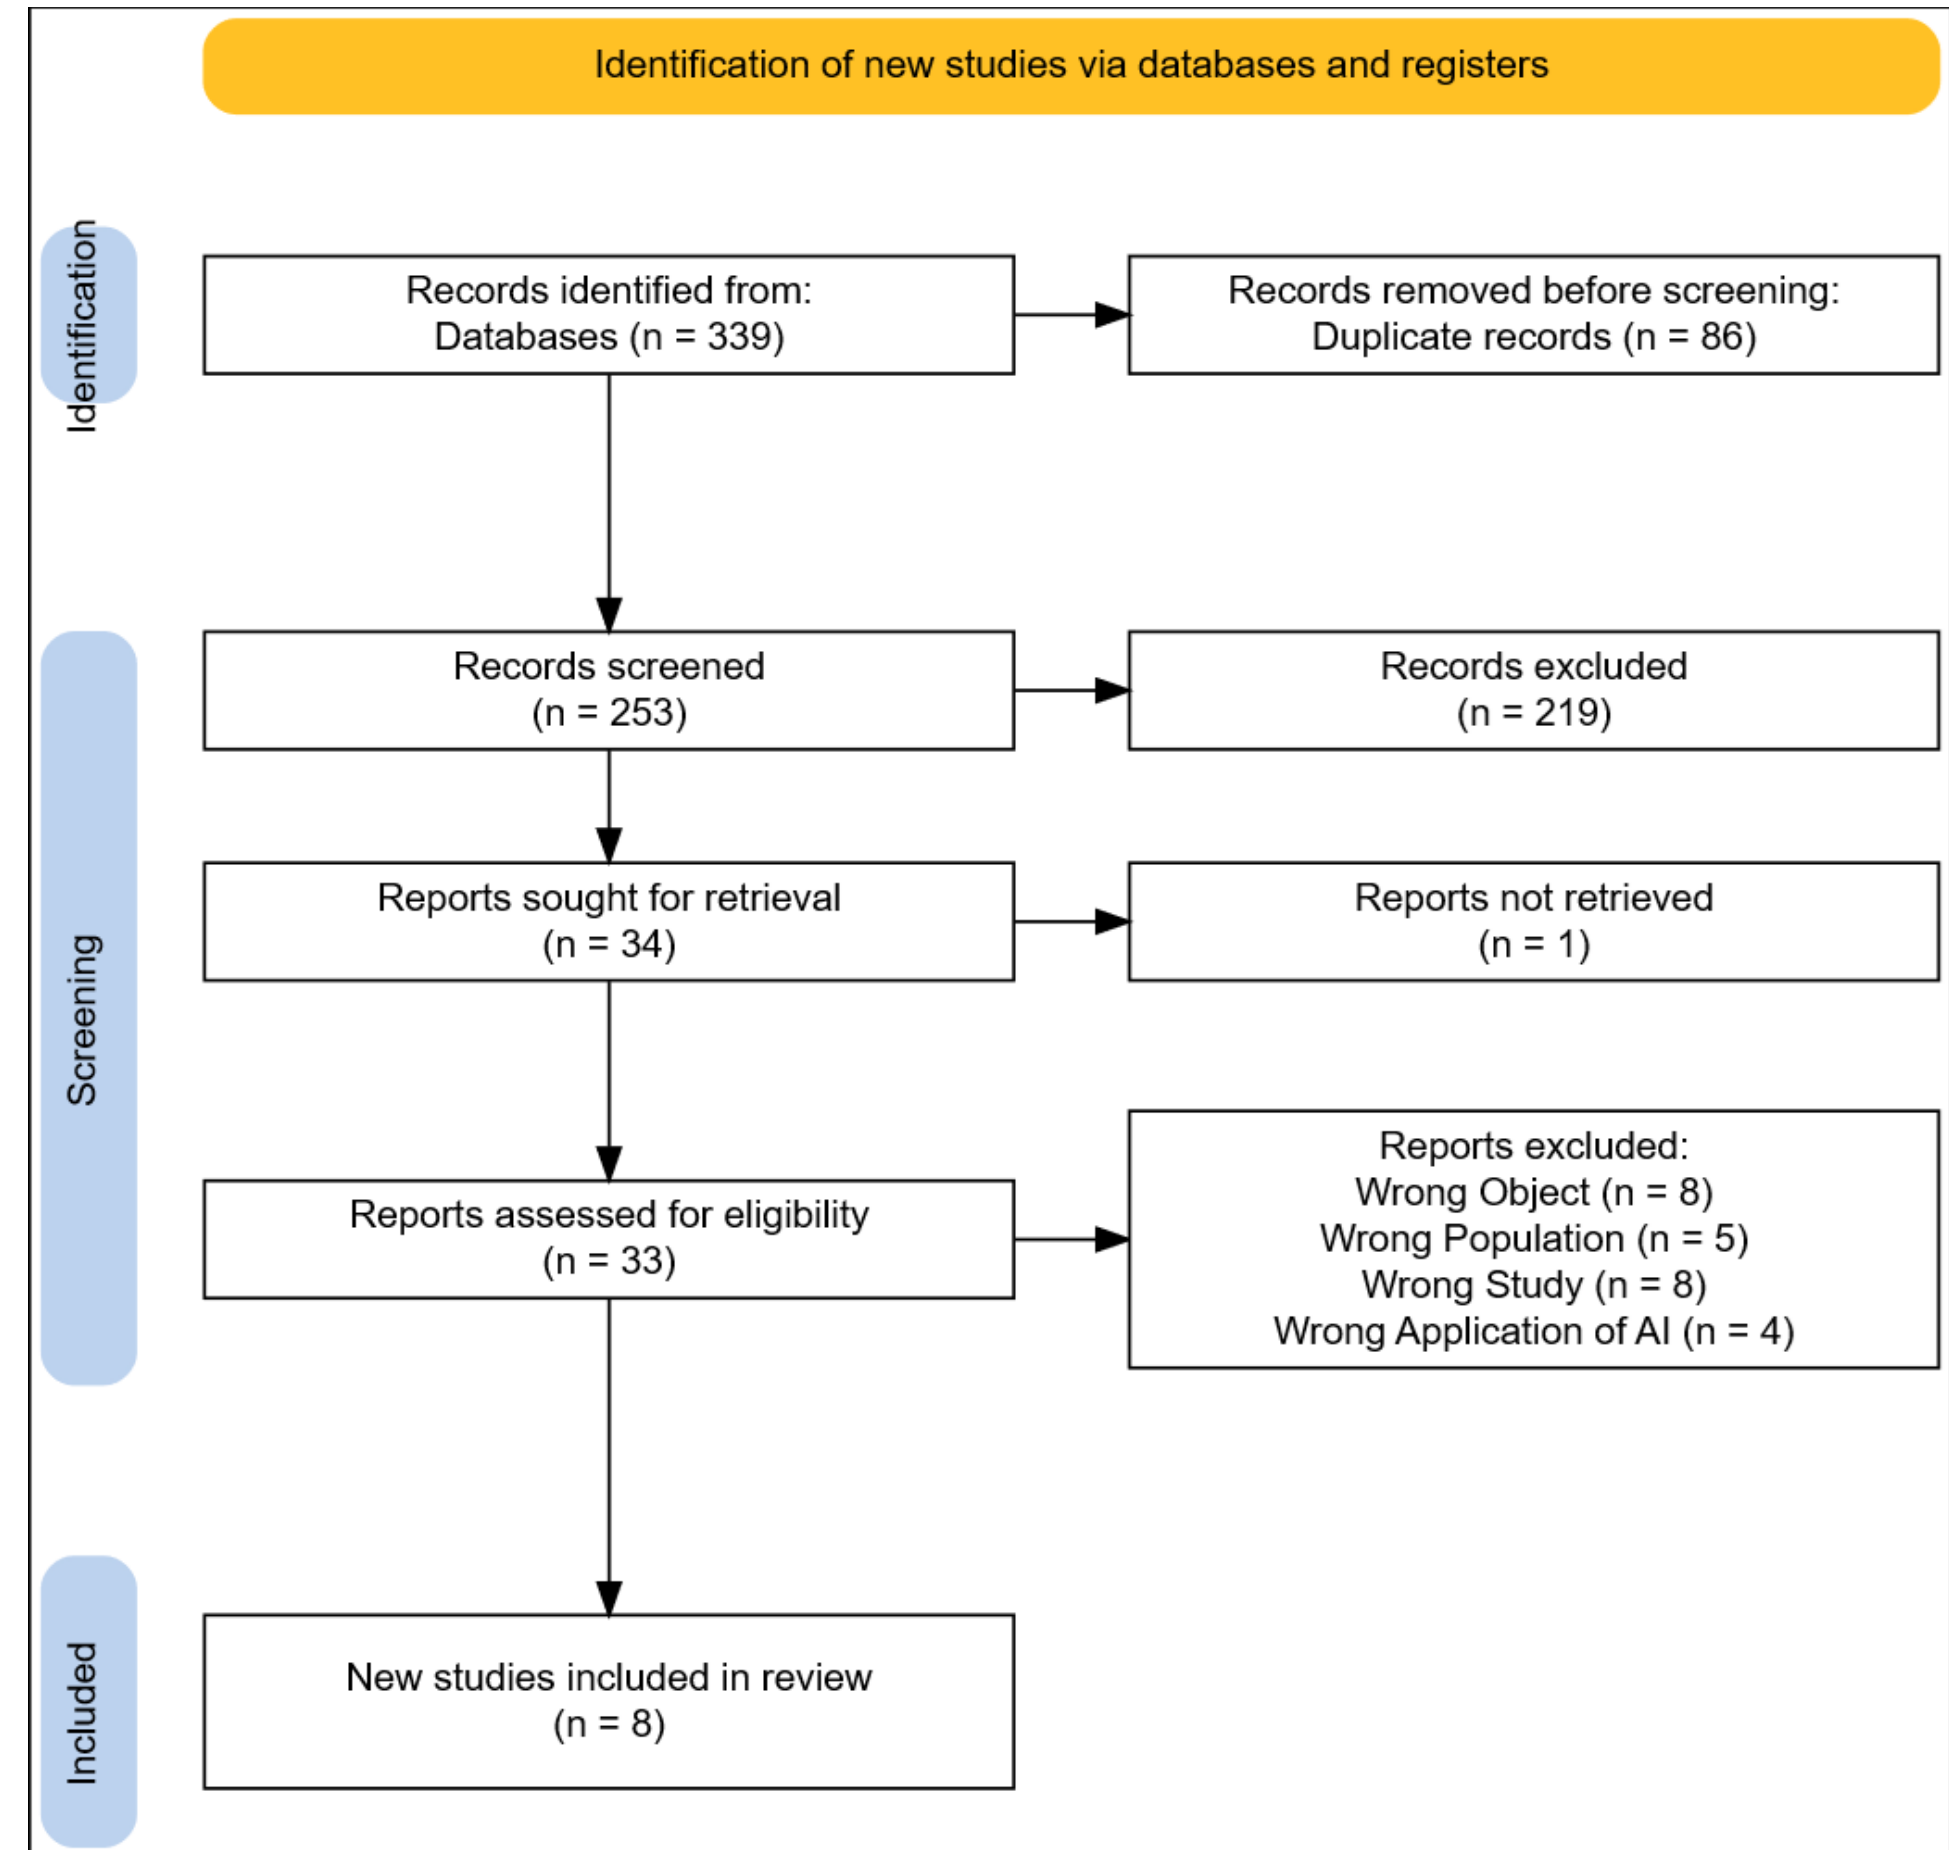 Identification of new studies via databases and registers
Identification
Records identified from:
Databases (n = 339)
Records removed before screening:
Duplicate records (n = 86)
Screening
Records screened
(n = 253)
Records excluded
(n = 219)
Reports sought for retrieval
(n = 34)
Reports not retrieved
(n = 1)
Reports assessed for eligibility
(n = 33)
Reports excluded:
Wrong Object (n = 8)
Wrong Population (n = 5)
Wrong Study (n = 8)
Wrong Application of AI (n = 4)
Included
New studies included in review
(n = 8)